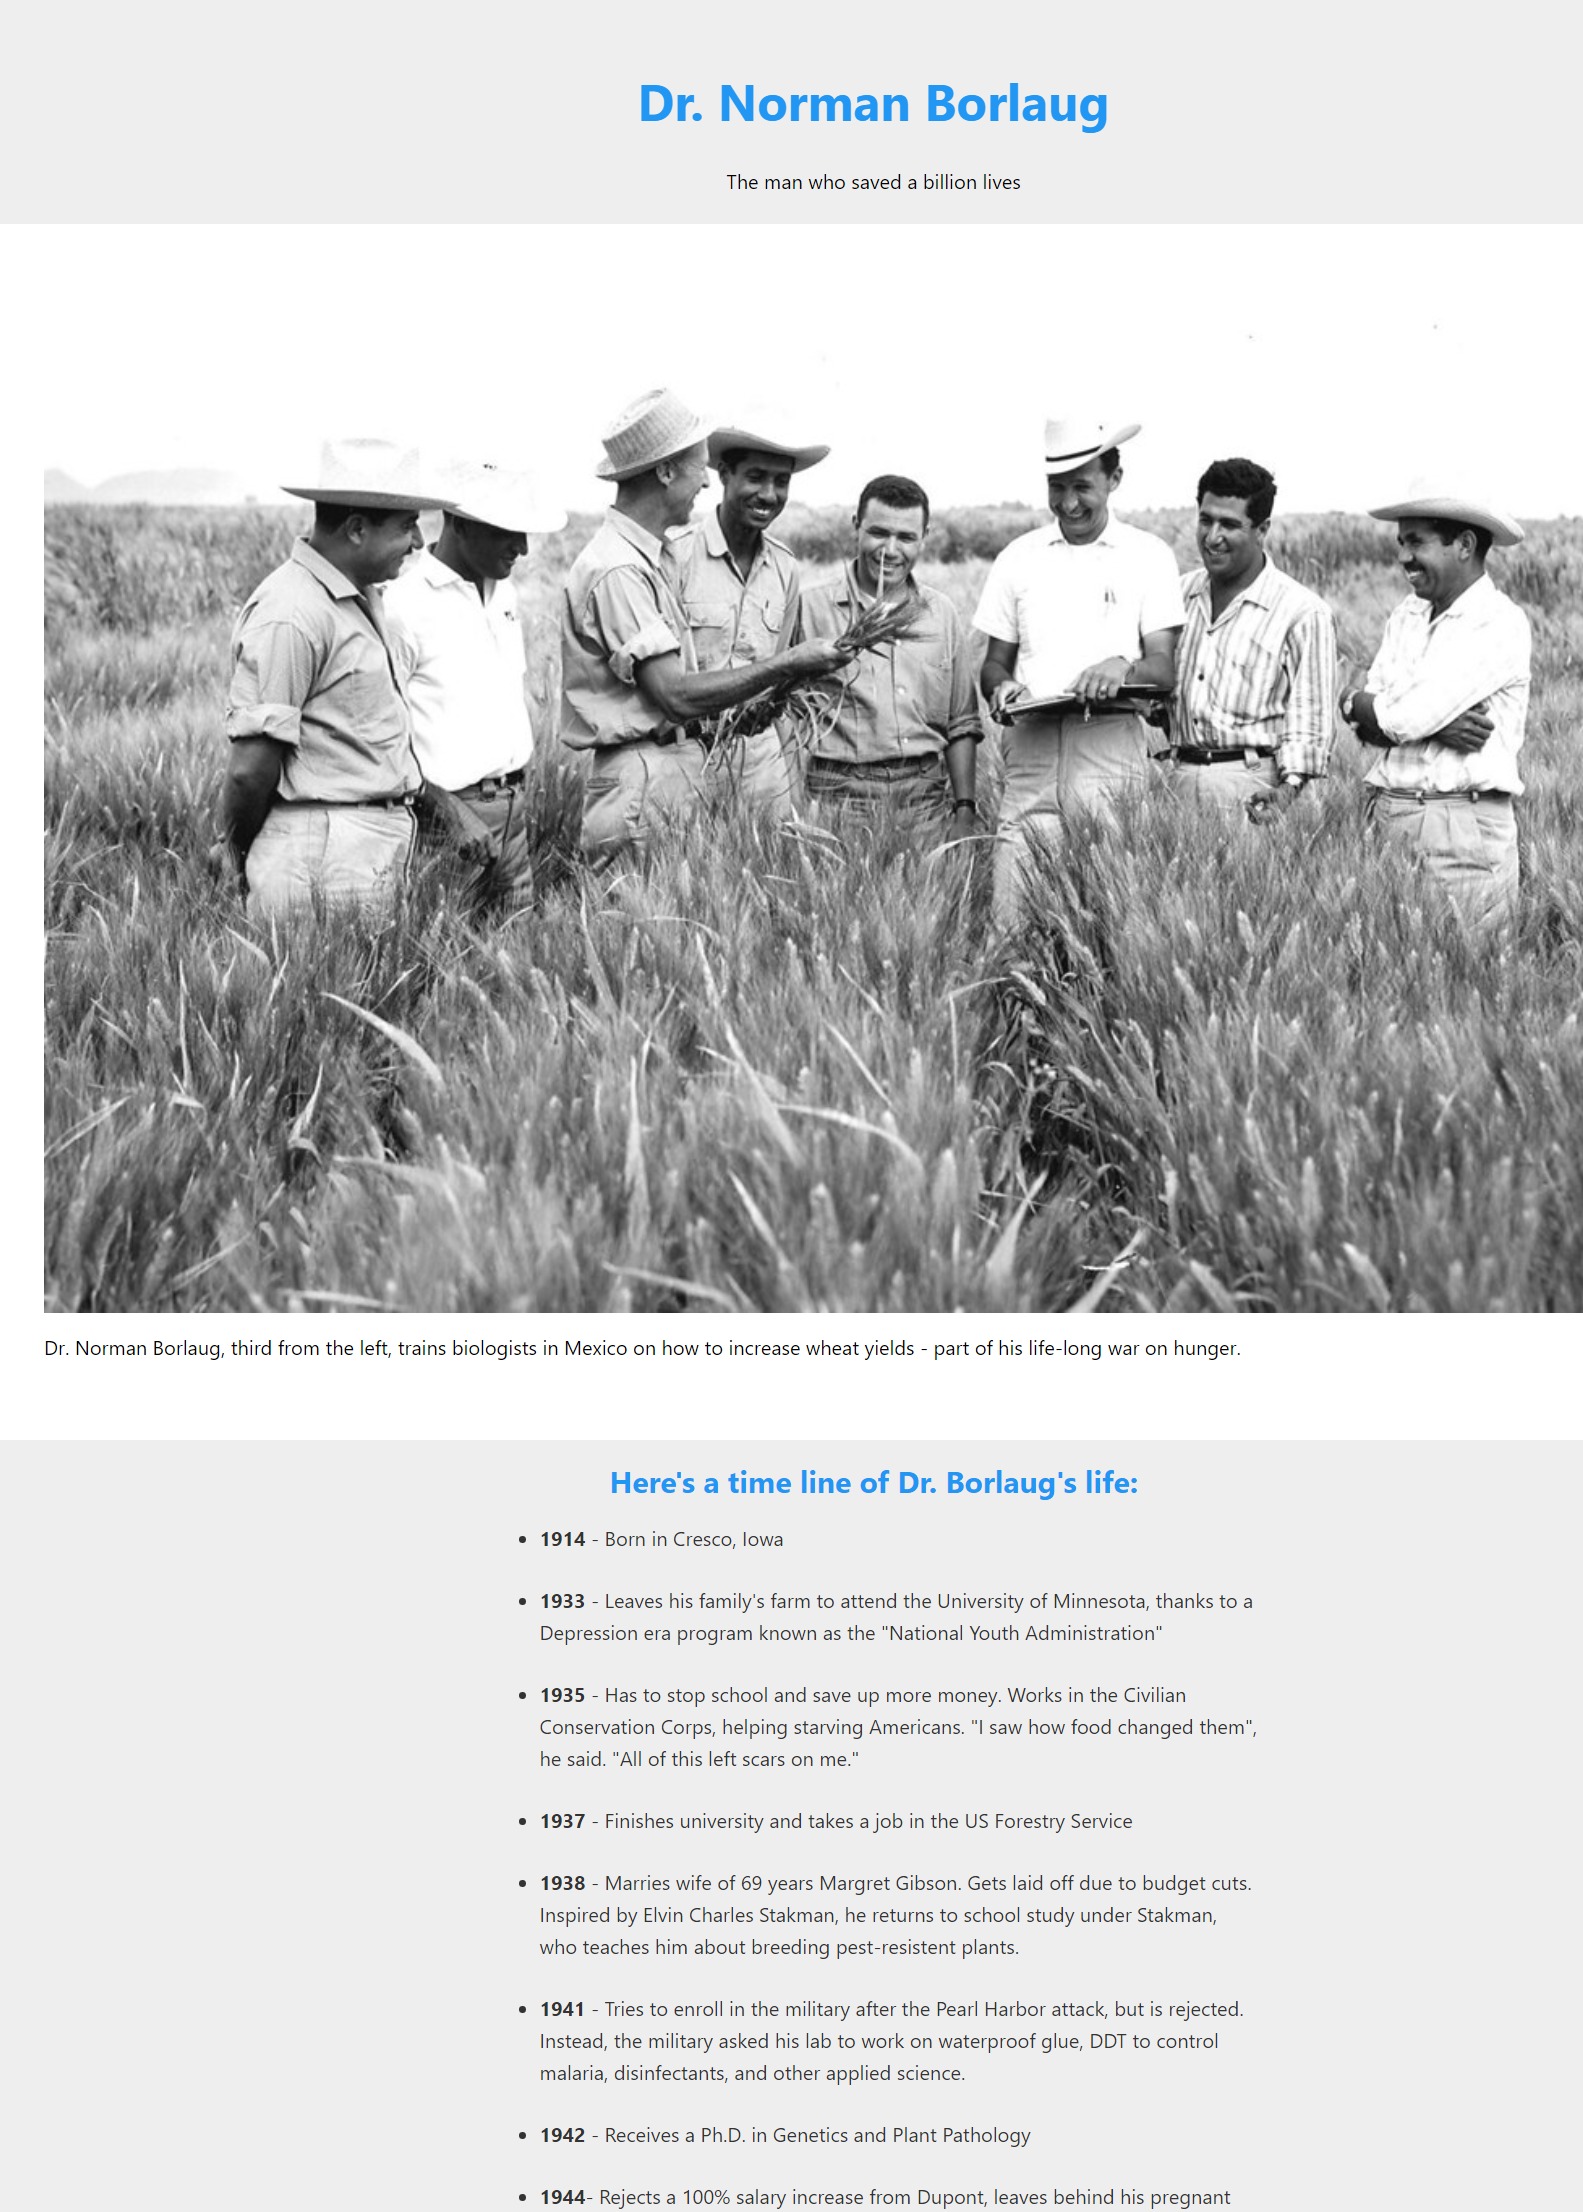 Dr. Norman Borlaug
The man who saved a billion lives
Dr. Norman Borlaug, third from the left, trains biologists in Mexico on how to increase wheat yields - part of his life-long war on hunger.
Here's a time line of Dr. Borlaug's life:
• 1914 - Born in Cresco, Iowa
• 1933 - Leaves his family's farm to attend the University of Minnesota, thanks to a
Depression era program known as the "National Youth Administration"
• 1935 - Has to stop school and save up more money. Works in the Civilian
Conservation Corps, helping starving Americans. "I saw how food changed them",
he said. "All of this left scars on me."
• 1937 - Finishes university and takes a job in the US Forestry Service
• 1938 - Marries wife of 69 years Margret Gibson. Gets laid off due to budget cuts.
Inspired by Elvin Charles Stakman, he returns to school study under Stakman,
who teaches him about breeding pest-resistent plants.
• 1941 - Tries to enroll in the military after the Pearl Harbor attack, but is rejected.
Instead, the military asked his lab to work on waterproof glue, DDT to control
malaria, disinfectants, and other applied science.
• 1942 - Receives a Ph.D. in Genetics and Plant Pathology
• 1944- Rejects a 100% salary increase from Dupont, leaves behind his pregnant